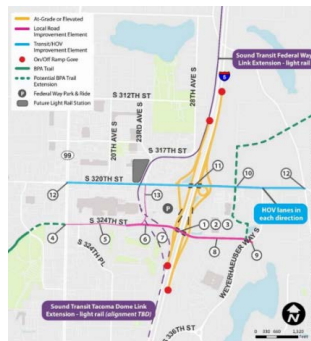 At-Grade or Elevated
Local Road
Improvement Element
Transit/HOV
Improvement Element
On/Off Ramp Gore
BPA Trail
Potential BPA Trail
Extension
P Federal Way Park & Ride
Future Light Rail Station
Sound Transit Federal Way
Link Extension - light rail
5
28TH AVE S
S 312TH ST
23RD AVE S
20TH AVE S
S 317TH ST
99
S 320TH ST
11
10
12
12
13
HOV lanes in
each direction
P
S 324TH ST
1 2 3
4
5
6
7
8
9
S 324TH PL
WEYERHAEUSER WAY S
Sound Transit Tacoma Dome Link
Extension - light rail (alignment TBD)
S 336TH ST
NORTH